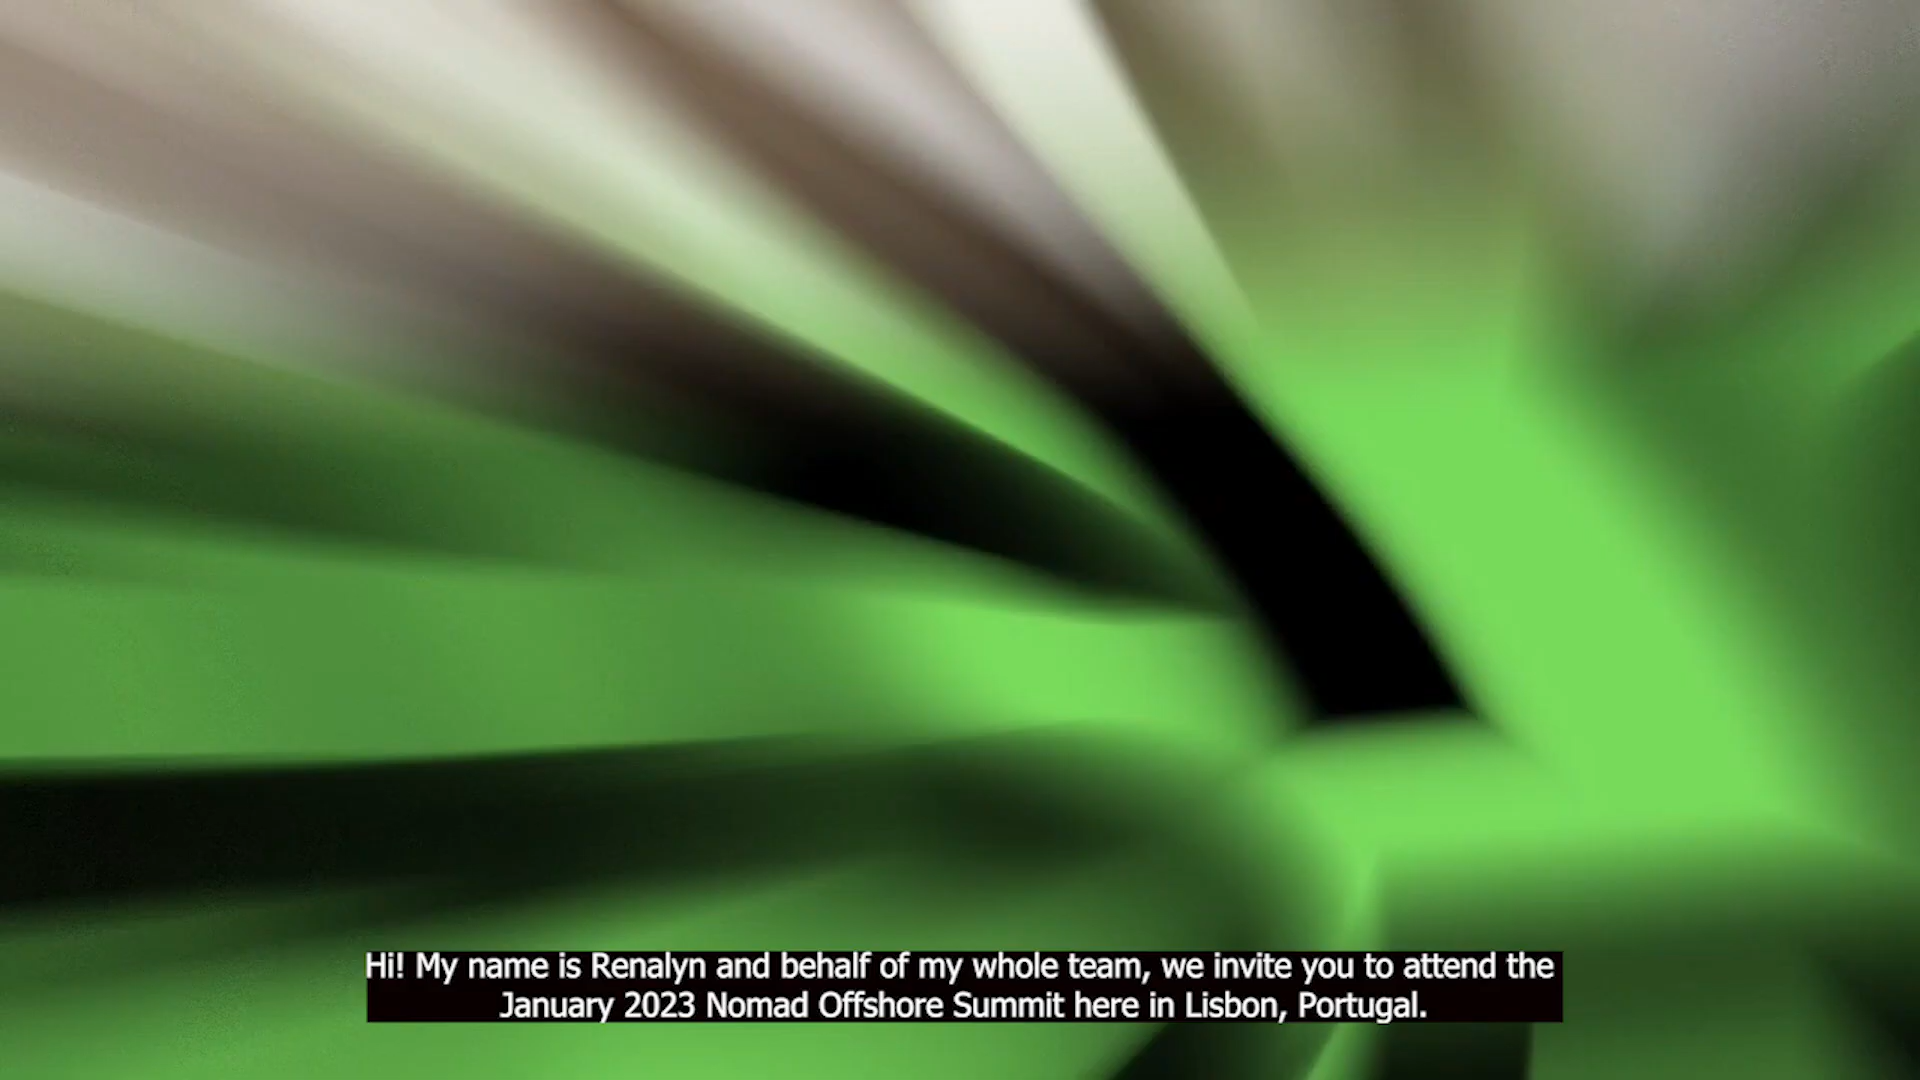 Hi! My name is Renalyn and behalf of my whole team, we invite you to attend the
January 2023 Nomad Offshore Summit here in Lisbon, Portugal.